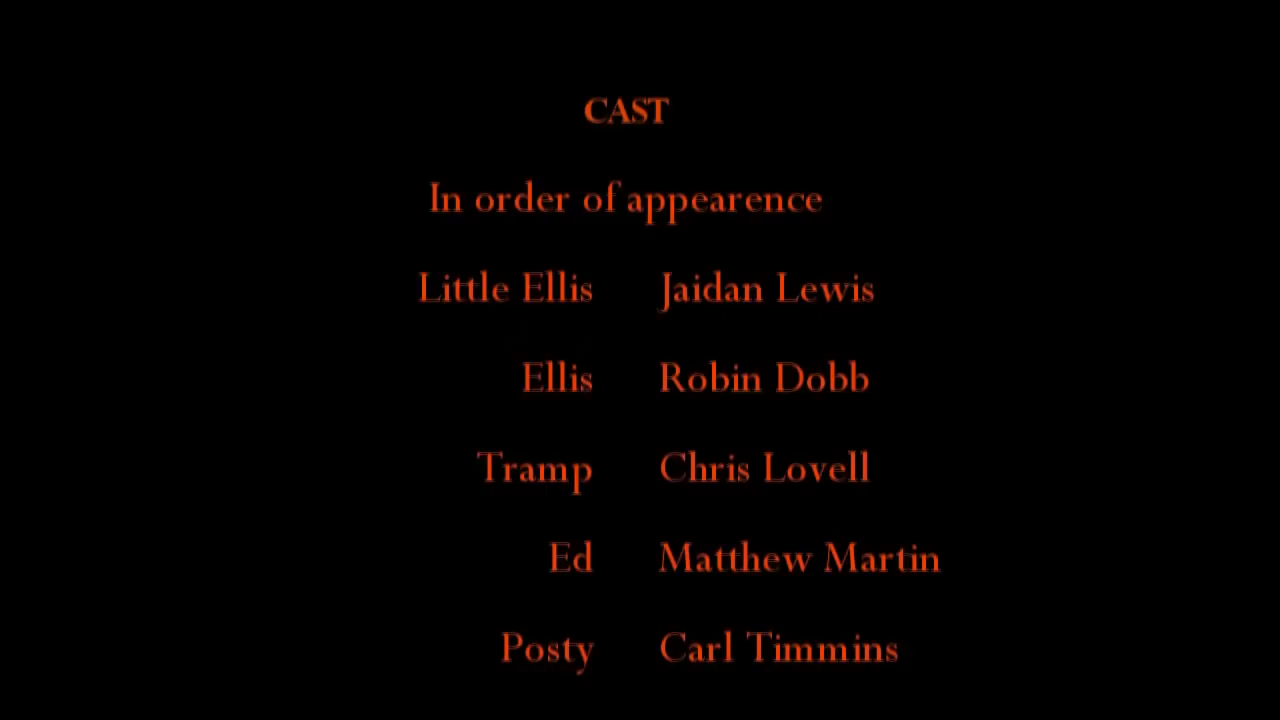 CAST
In order of appearence
Little Ellis Jaidan Lewis
Ellis Robin Dobb
Tramp Chris Lovell
Ed Matthew Martin
Posty Carl Timmins